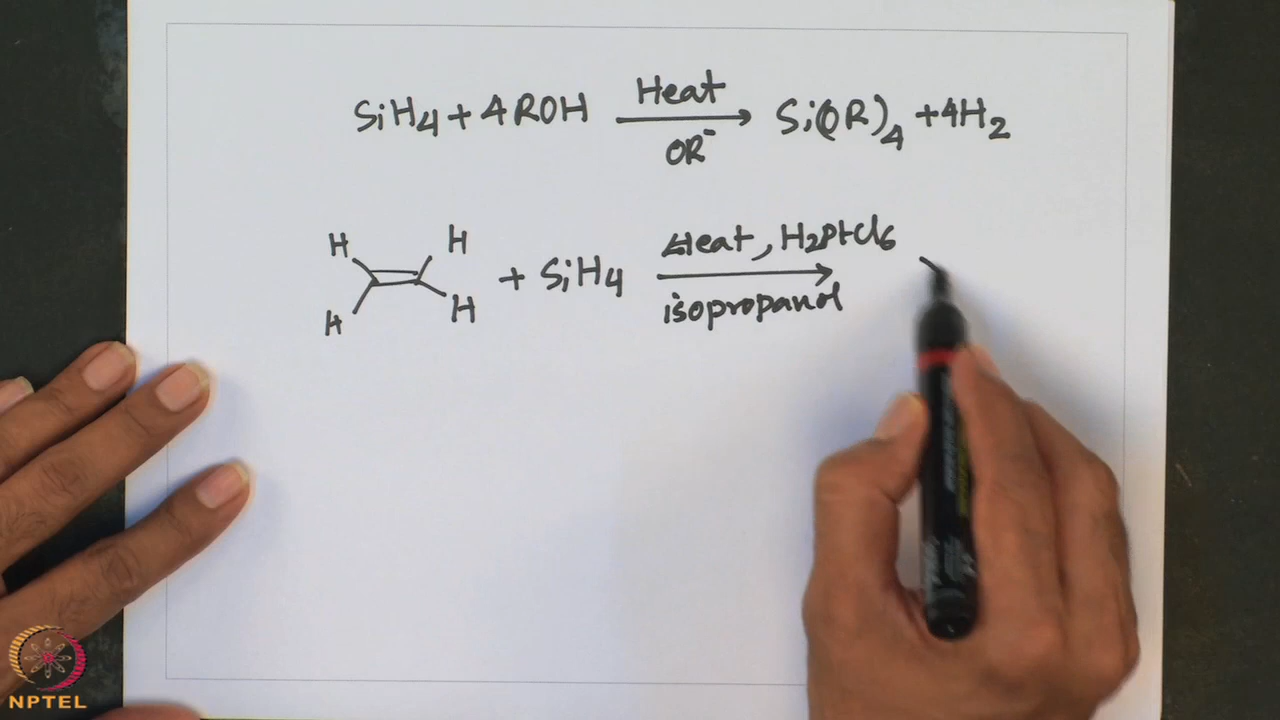 SiH4 + 4ROH Heat OR⁻ Si(OR)4 + 4H2
H H H H + SiH4 Heat, H2PtCl6 isopropanol
NPTEL